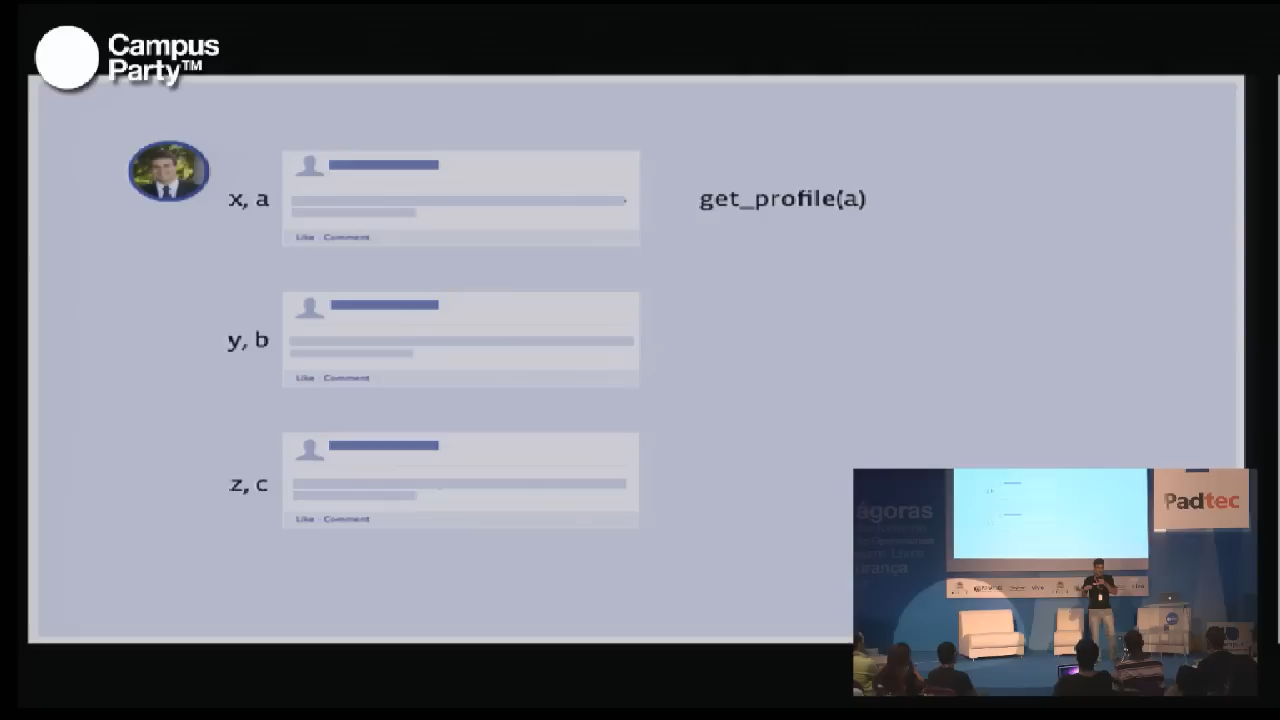 Campus
Party™
x, a
Like · Comment
get_profile(a)
y, b
Like · Comment
z, c
Like · Comment
ágoras
Padtec